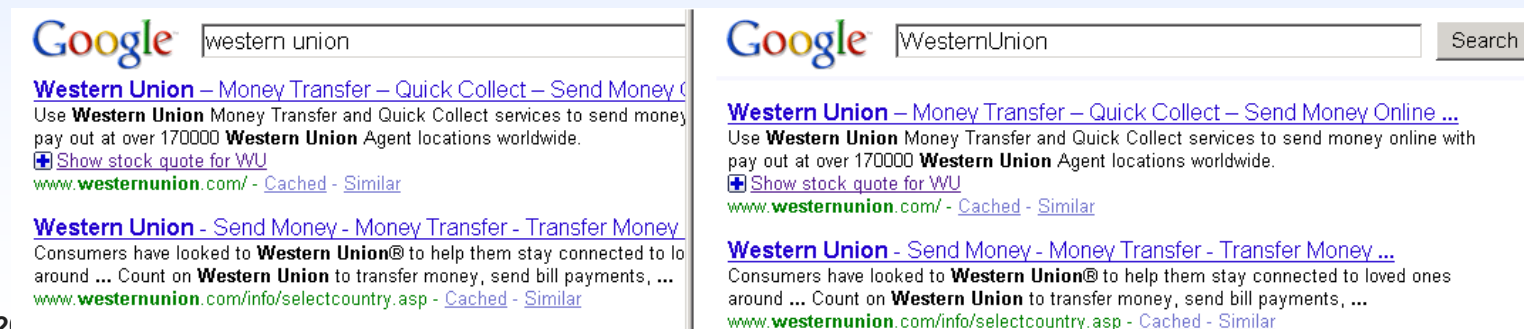 Google western union
Western Union – Money Transfer – Quick Collect – Send Money
Use Western Union Money Transfer and Quick Collect services to send money
pay out at over 170000 Western Union Agent locations worldwide.
Show stock quote for WU
www.westernunion.com/ - Cached - Similar
Western Union - Send Money - Money Transfer - Transfer Money
Consumers have looked to Western Union® to help them stay connected to lo
around ... Count on Western Union to transfer money, send bill payments, ...
www.westernunion.com/info/selectcountry.asp - Cached - Similar
Google WesternUnion Search
Western Union – Money Transfer – Quick Collect – Send Money Online ...
Use Western Union Money Transfer and Quick Collect services to send money online with
pay out at over 170000 Western Union Agent locations worldwide.
Show stock quote for WU
www.westernunion.com/ - Cached - Similar
Western Union - Send Money - Money Transfer - Transfer Money ...
Consumers have looked to Western Union® to help them stay connected to loved ones
around ... Count on Western Union to transfer money, send bill payments, ...
www.westernunion.com/info/selectcountry.asp - Cached - Similar